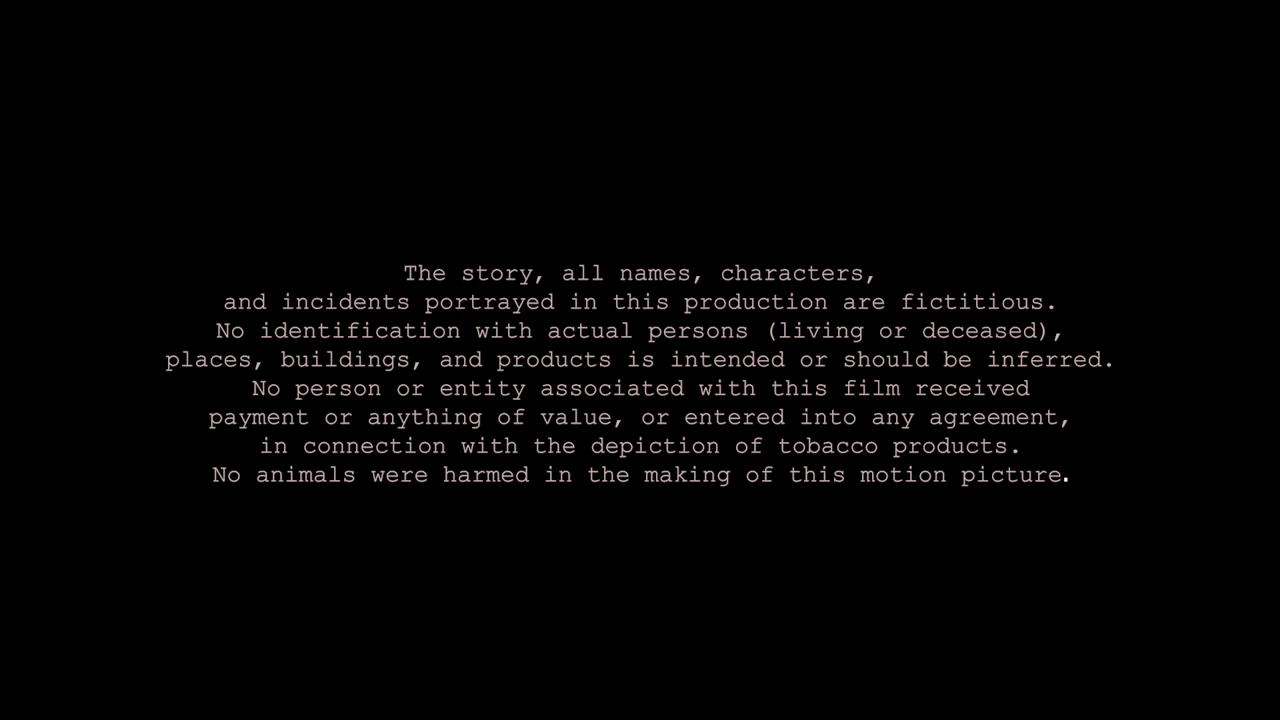 The story, all names, characters,
and incidents portrayed in this production are fictitious.
No identification with actual persons (living or deceased),
places, buildings, and products is intended or should be inferred.
No person or entity associated with this film received
payment or anything of value, or entered into any agreement,
in connection with the depiction of tobacco products.
No animals were harmed in the making of this motion picture.